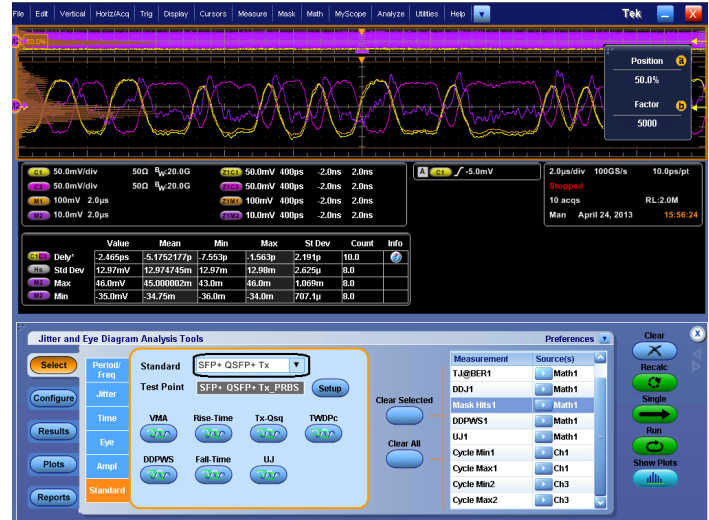 File Edit Vertical Horiz/Acq Trig Display Cursors Measure Mask Math MyScope Analyze Utilities Help Tek X
50.0%
Position a
50.0%
Factor b
5000
M2
C1 50.0mV/div 50Ω BW:20.0G Z1C1 50.0mV 400ps -2.0ns 2.0ns
C3 50.0mV/div 50Ω BW:20.0G Z1C3 50.0mV 400ps -2.0ns 2.0ns
M1 100mV 2.0µs Z1M1 100mV 400ps -2.0ns 2.0ns
M2 10.0mV 2.0µs Z1M2 10.0mV 400ps -2.0ns 2.0ns
A C1 -5.0mV
2.0µs/div 100GS/s 10.0ps/pt
Stopped
10 acqs RL:2.0M
Man April 24, 2013 15:56:24
Value Mean Min Max St Dev Count Info
C1C3 Dely* -2.465ps -5.1752177p -7.553p -1.563p 2.191p 10.0
Hs Std Dev 12.97mV 12.974745m 12.97m 12.98m 2.625µ 8.0
M2 Max 46.0mV 45.000002m 43.0m 46.0m 1.069m 8.0
M2 Min -35.0mV -34.75m -36.0m -34.0m 707.1µ 8.0
Jitter and Eye Diagram Analysis Tools Preferences
Select
Configure
Results
Plots
Reports
Period/
Freq
Jitter
Time
Eye
Ampl
Standard
Standard SFP+ QSFP+ Tx
Test Point SFP+ QSFP+ Tx_PRBS Setup
VMA Rise-Time Tx-Qsq TWDPc
DDPWS Fall-Time UJ
Clear Selected
Clear All
Measurement Source(s)
TJ@BER1 Math1
DDJ1 Math1
Mask Hits1 Math1
DDPWS1 Math1
UJ1 Math1
Cycle Min1 Ch1
Cycle Max1 Ch1
Cycle Min2 Ch3
Cycle Max2 Ch3
Clear X
Recalc
Single
Run
Show Plots